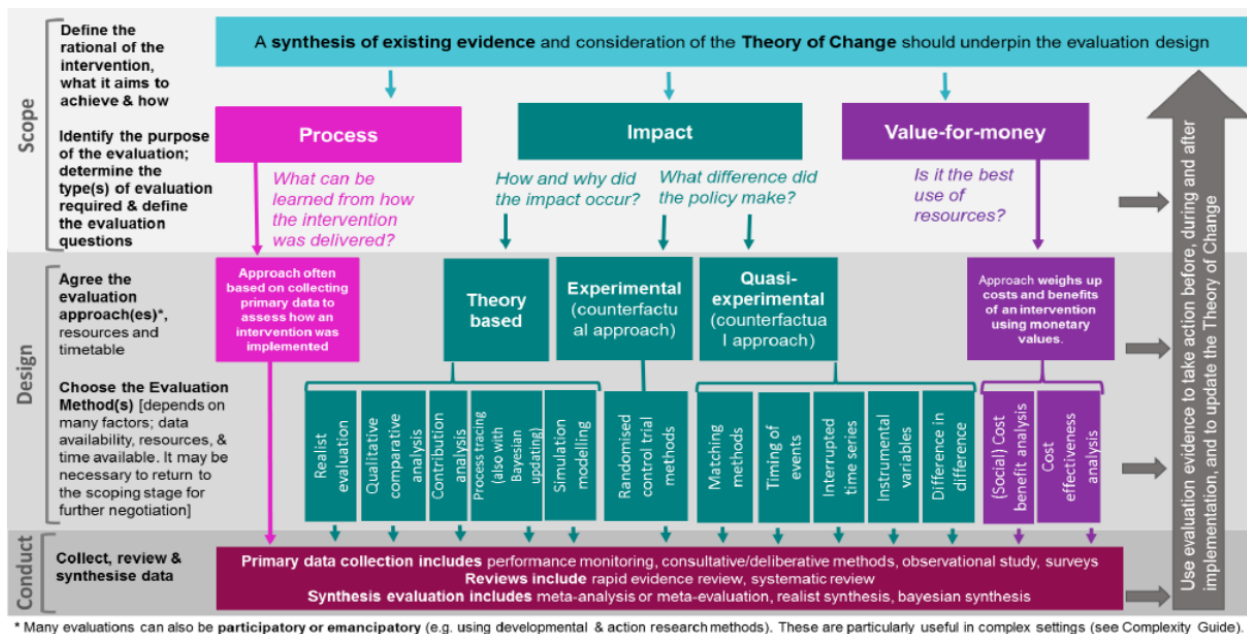 Scope
Define the
rational of the
intervention,
what it aims to
achieve & how
Identify the purpose
of the evaluation;
determine the
type(s) of evaluation
required & define
the evaluation
questions
A synthesis of existing evidence and consideration of the Theory of Change should underpin the evaluation design
Process
Impact
Value-for-money
What can be
learned from how
the intervention
was delivered?
How and why did
the impact occur?
What difference did
the policy make?
Is it the best
use of
resources?
Design
Agree the
evaluation
approach(es)*,
resources and
timetable
Choose the Evaluation
Method(s) [depends on
many factors; data
availability, resources, &
time available. It may be
necessary to return to
the scoping stage for
further negotiation]
Approach often
based on collecting
primary data to
assess how an
intervention was
implemented
Theory
based
Experimental
(counterfactu
al approach)
Quasi-
experimental
(counterfactua
l approach)
Approach weighs up
costs and benefits
of an intervention
using monetary
values.
Realist
evaluation
Qualitative
comparative
analysis
Contribution
analysis
Process tracing
(also with
Bayesian
updating)
Simulation
modelling
Randomised
control trial
methods
Matching
methods
Timing of
events
Interrupted
time series
Instrumental
variables
Difference in
difference
(Social) Cost
benefit analysis
Cost
effectiveness
analysis
Conduct
Collect, review &
synthesise data
Primary data collection includes performance monitoring, consultative/deliberative methods, observational study, surveys
Reviews include rapid evidence review, systematic review
Synthesis evaluation includes meta-analysis or meta-evaluation, realist synthesis, bayesian synthesis
Use evaluation evidence to take action before, during and after
implementation, and to update the Theory of Change
* Many evaluations can also be participatory or emancipatory (e.g. using developmental & action research methods). These are particularly useful in complex settings (see Complexity Guide).